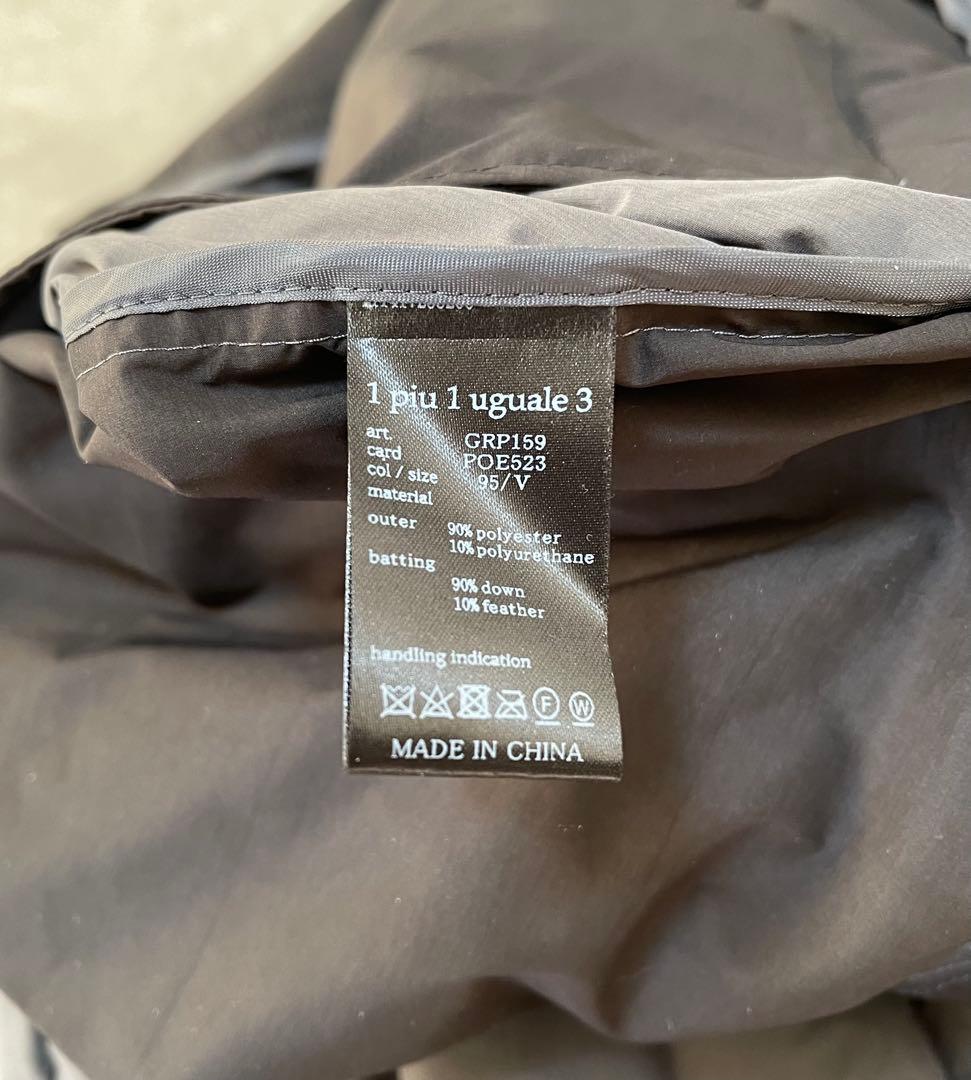 1 piu 1 uguale 3
art. GRP159
card POE523
col / size 95/V
material
outer 90% polyester
10% polyurethane
batting
90% down
10% feather
handling indication
F W
MADE IN CHINA